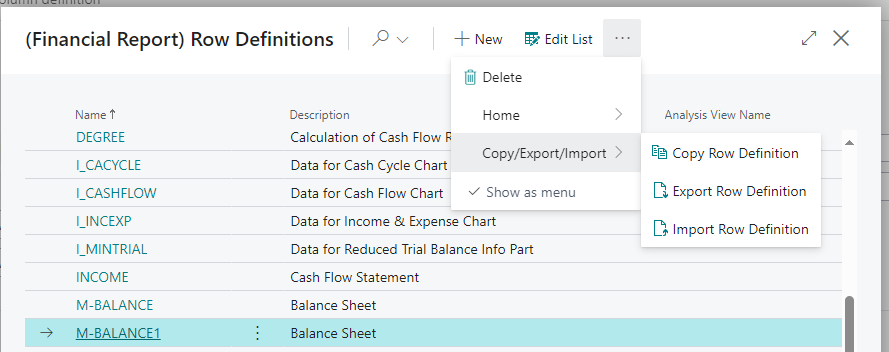 olumn definition
(Financial Report) Row Definitions
New
Edit List
Delete
Home
Copy/Export/Import
Show as menu
Copy Row Definition
Export Row Definition
Import Row Definition
Name↑ Description Analysis View Name
DEGREE Calculation of Cash Flow R
I_CACYCLE Data for Cash Cycle Chart
I_CASHFLOW Data for Cash Flow Chart
I_INCEXP Data for Income & Expense Chart
I_MINTRIAL Data for Reduced Trial Balance Info Part
INCOME Cash Flow Statement
M-BALANCE Balance Sheet
M-BALANCE1 Balance Sheet